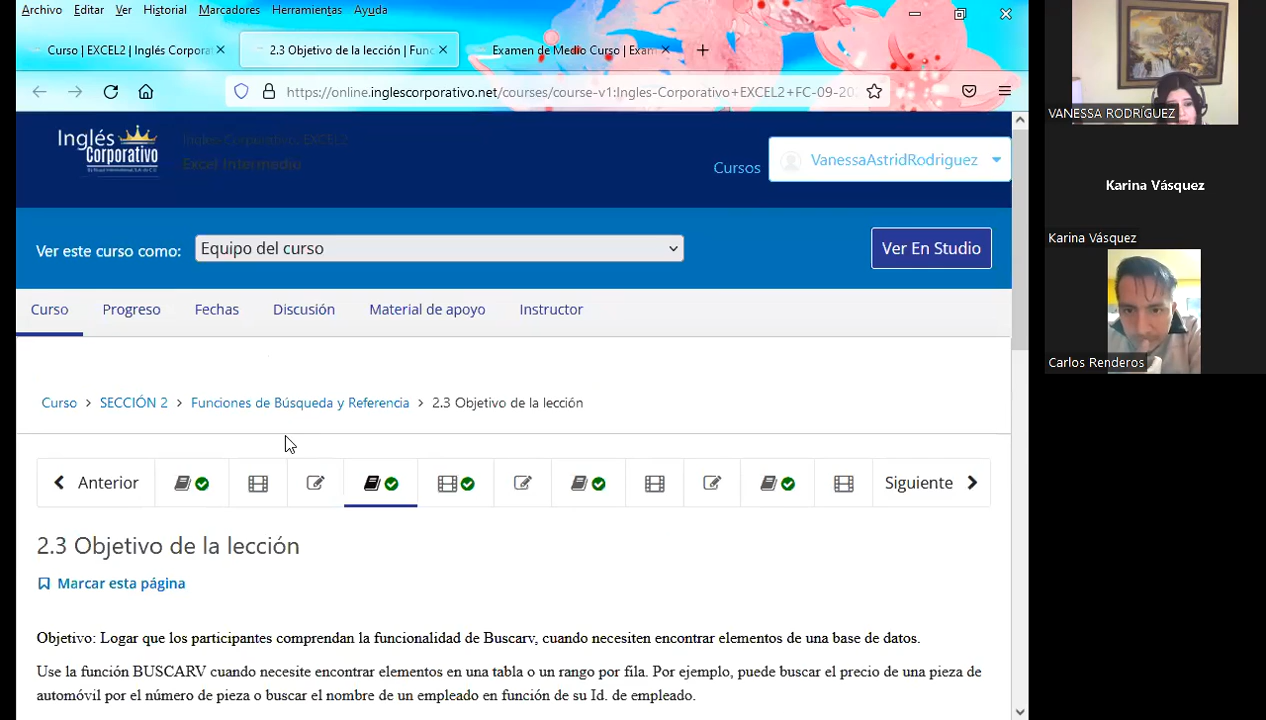 Archivo Editar Ver Historial Marcadores Herramientas Ayuda
Curso | EXCEL2 | Inglés Corporat
2.3 Objetivo de la lección | Func
Examen de Medio Curso | Exam
https://online.inglescorporativo.net/courses/course-v1:Ingles-Corporativo+EXCEL2+FC-09-20
Inglés
Corporativo
Ingles-Corporativo: EXCEL2
Excel Intermedio
Cursos
VanessaAstridRodriguez
Ver este curso como:
Equipo del curso
Ver En Studio
Curso Progreso Fechas Discusión Material de apoyo Instructor
Curso > SECCIÓN 2 > Funciones de Búsqueda y Referencia > 2.3 Objetivo de la lección
Anterior
Siguiente
2.3 Objetivo de la lección
Marcar esta página
Objetivo: Logar que los participantes comprendan la funcionalidad de Buscarv, cuando necesiten encontrar elementos de una base de datos.
Use la función BUSCARV cuando necesite encontrar elementos en una tabla o un rango por fila. Por ejemplo, puede buscar el precio de una pieza de
automóvil por el número de pieza o buscar el nombre de un empleado en función de su Id. de empleado.
VANESSA RODRÍGUEZ
Karina Vásquez
Karina Vásquez
Carlos Renderos